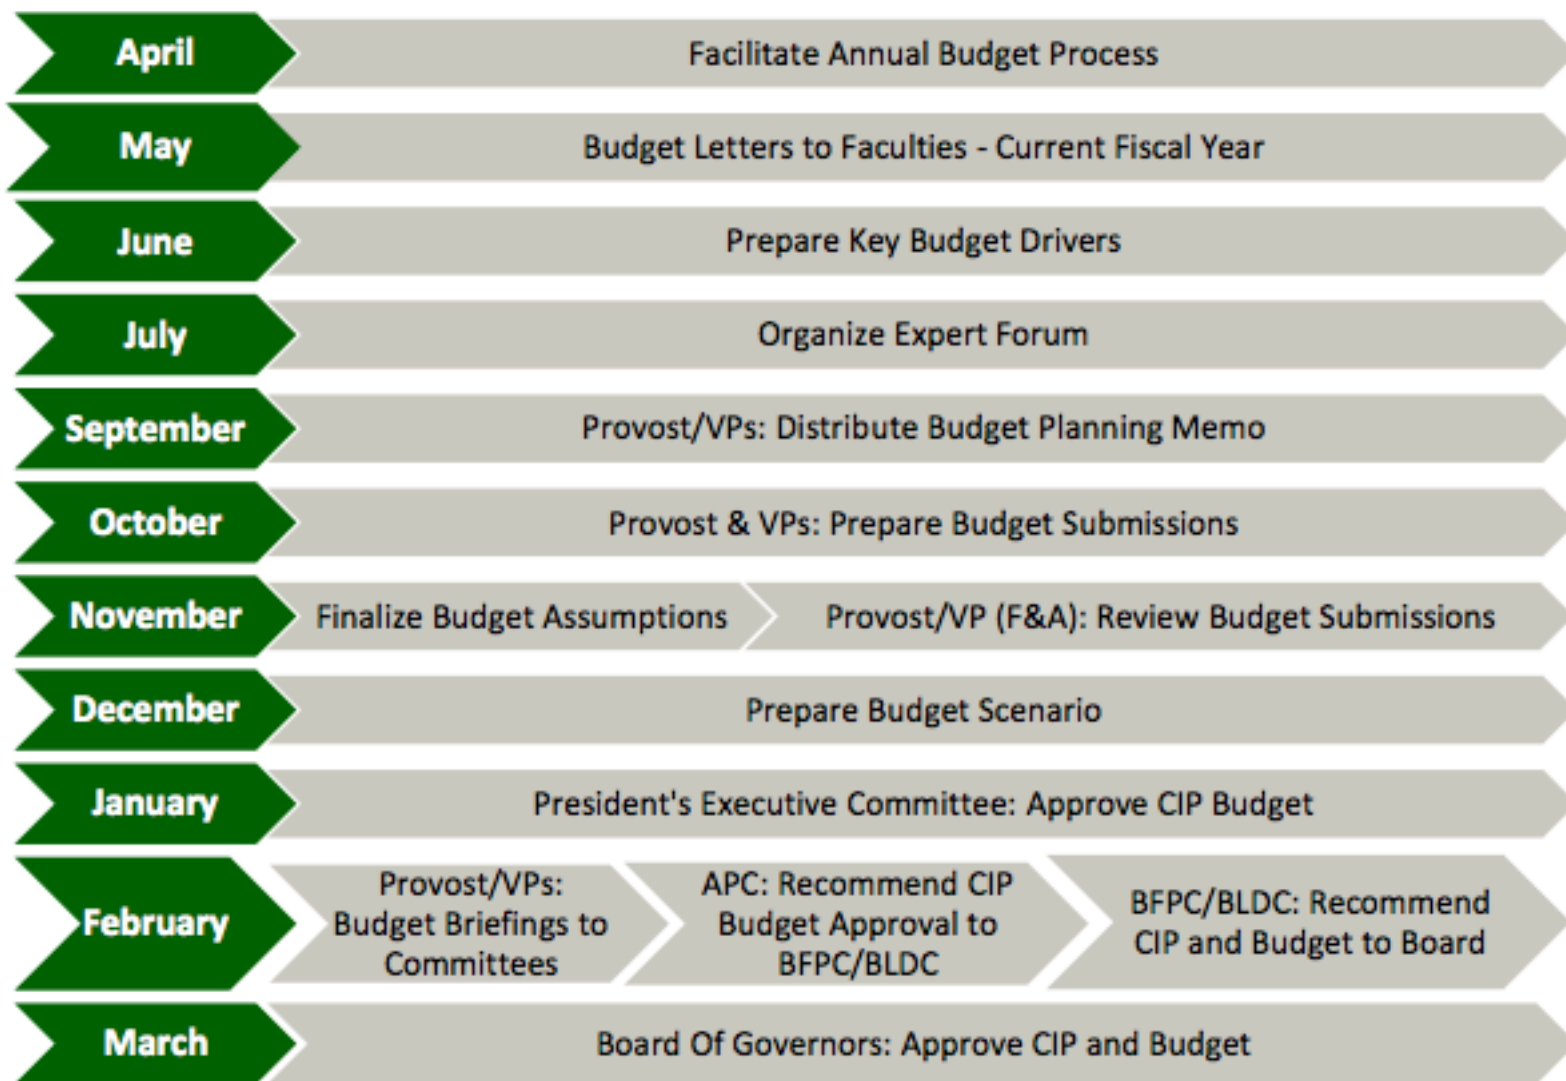 April
Facilitate Annual Budget Process
May
Budget Letters to Faculties - Current Fiscal Year
June
Prepare Key Budget Drivers
July
Organize Expert Forum
September
Provost/VPs: Distribute Budget Planning Memo
October
Provost & VPs: Prepare Budget Submissions
November
Finalize Budget Assumptions
Provost/VP (F&A): Review Budget Submissions
December
Prepare Budget Scenario
January
President's Executive Committee: Approve CIP Budget
February
Provost/VPs:
Budget Briefings to
Committees
APC: Recommend CIP
Budget Approval to
BFPC/BLDC
BFPC/BLDC: Recommend
CIP and Budget to Board
March
Board Of Governors: Approve CIP and Budget